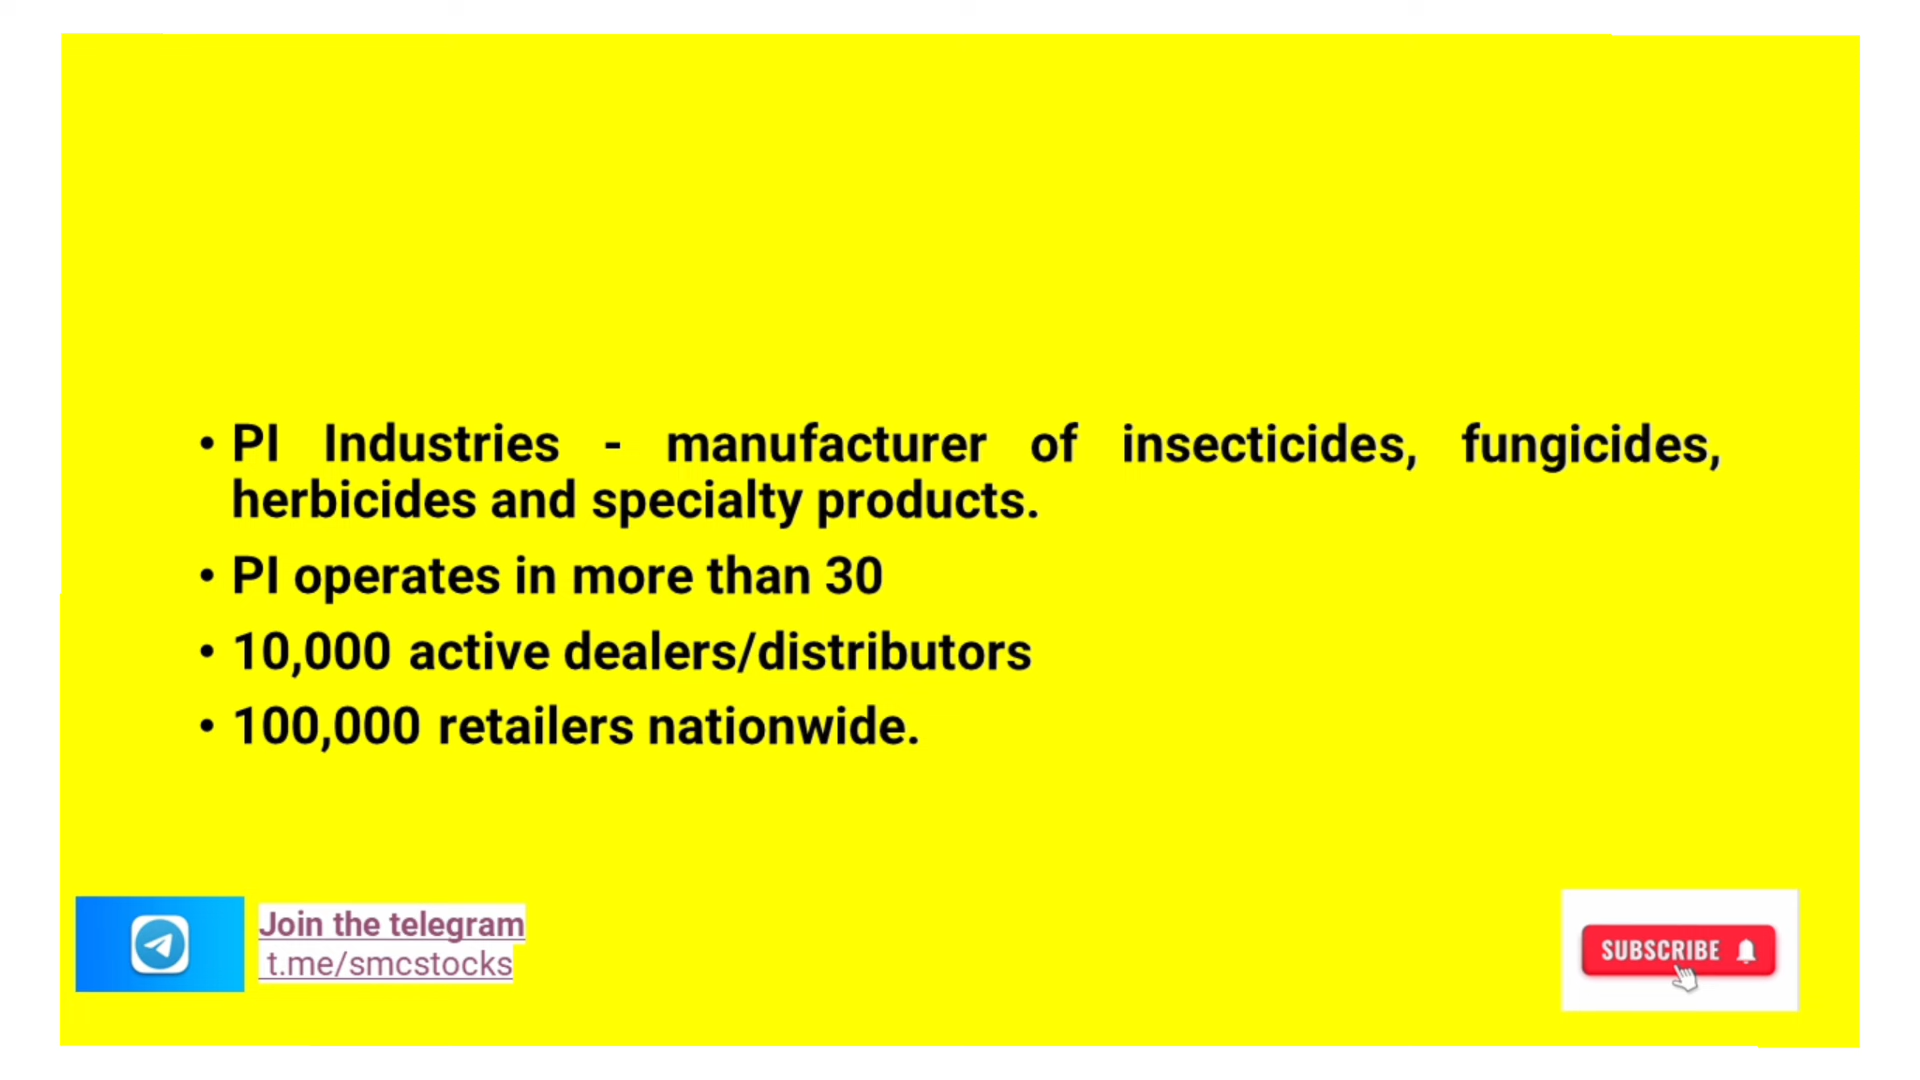 • PI Industries - manufacturer of insecticides, fungicides,
herbicides and specialty products.
• PI operates in more than 30
• 10,000 active dealers/distributors
• 100,000 retailers nationwide.
Join the telegram
t.me/smcstocks
SUBSCRIBE